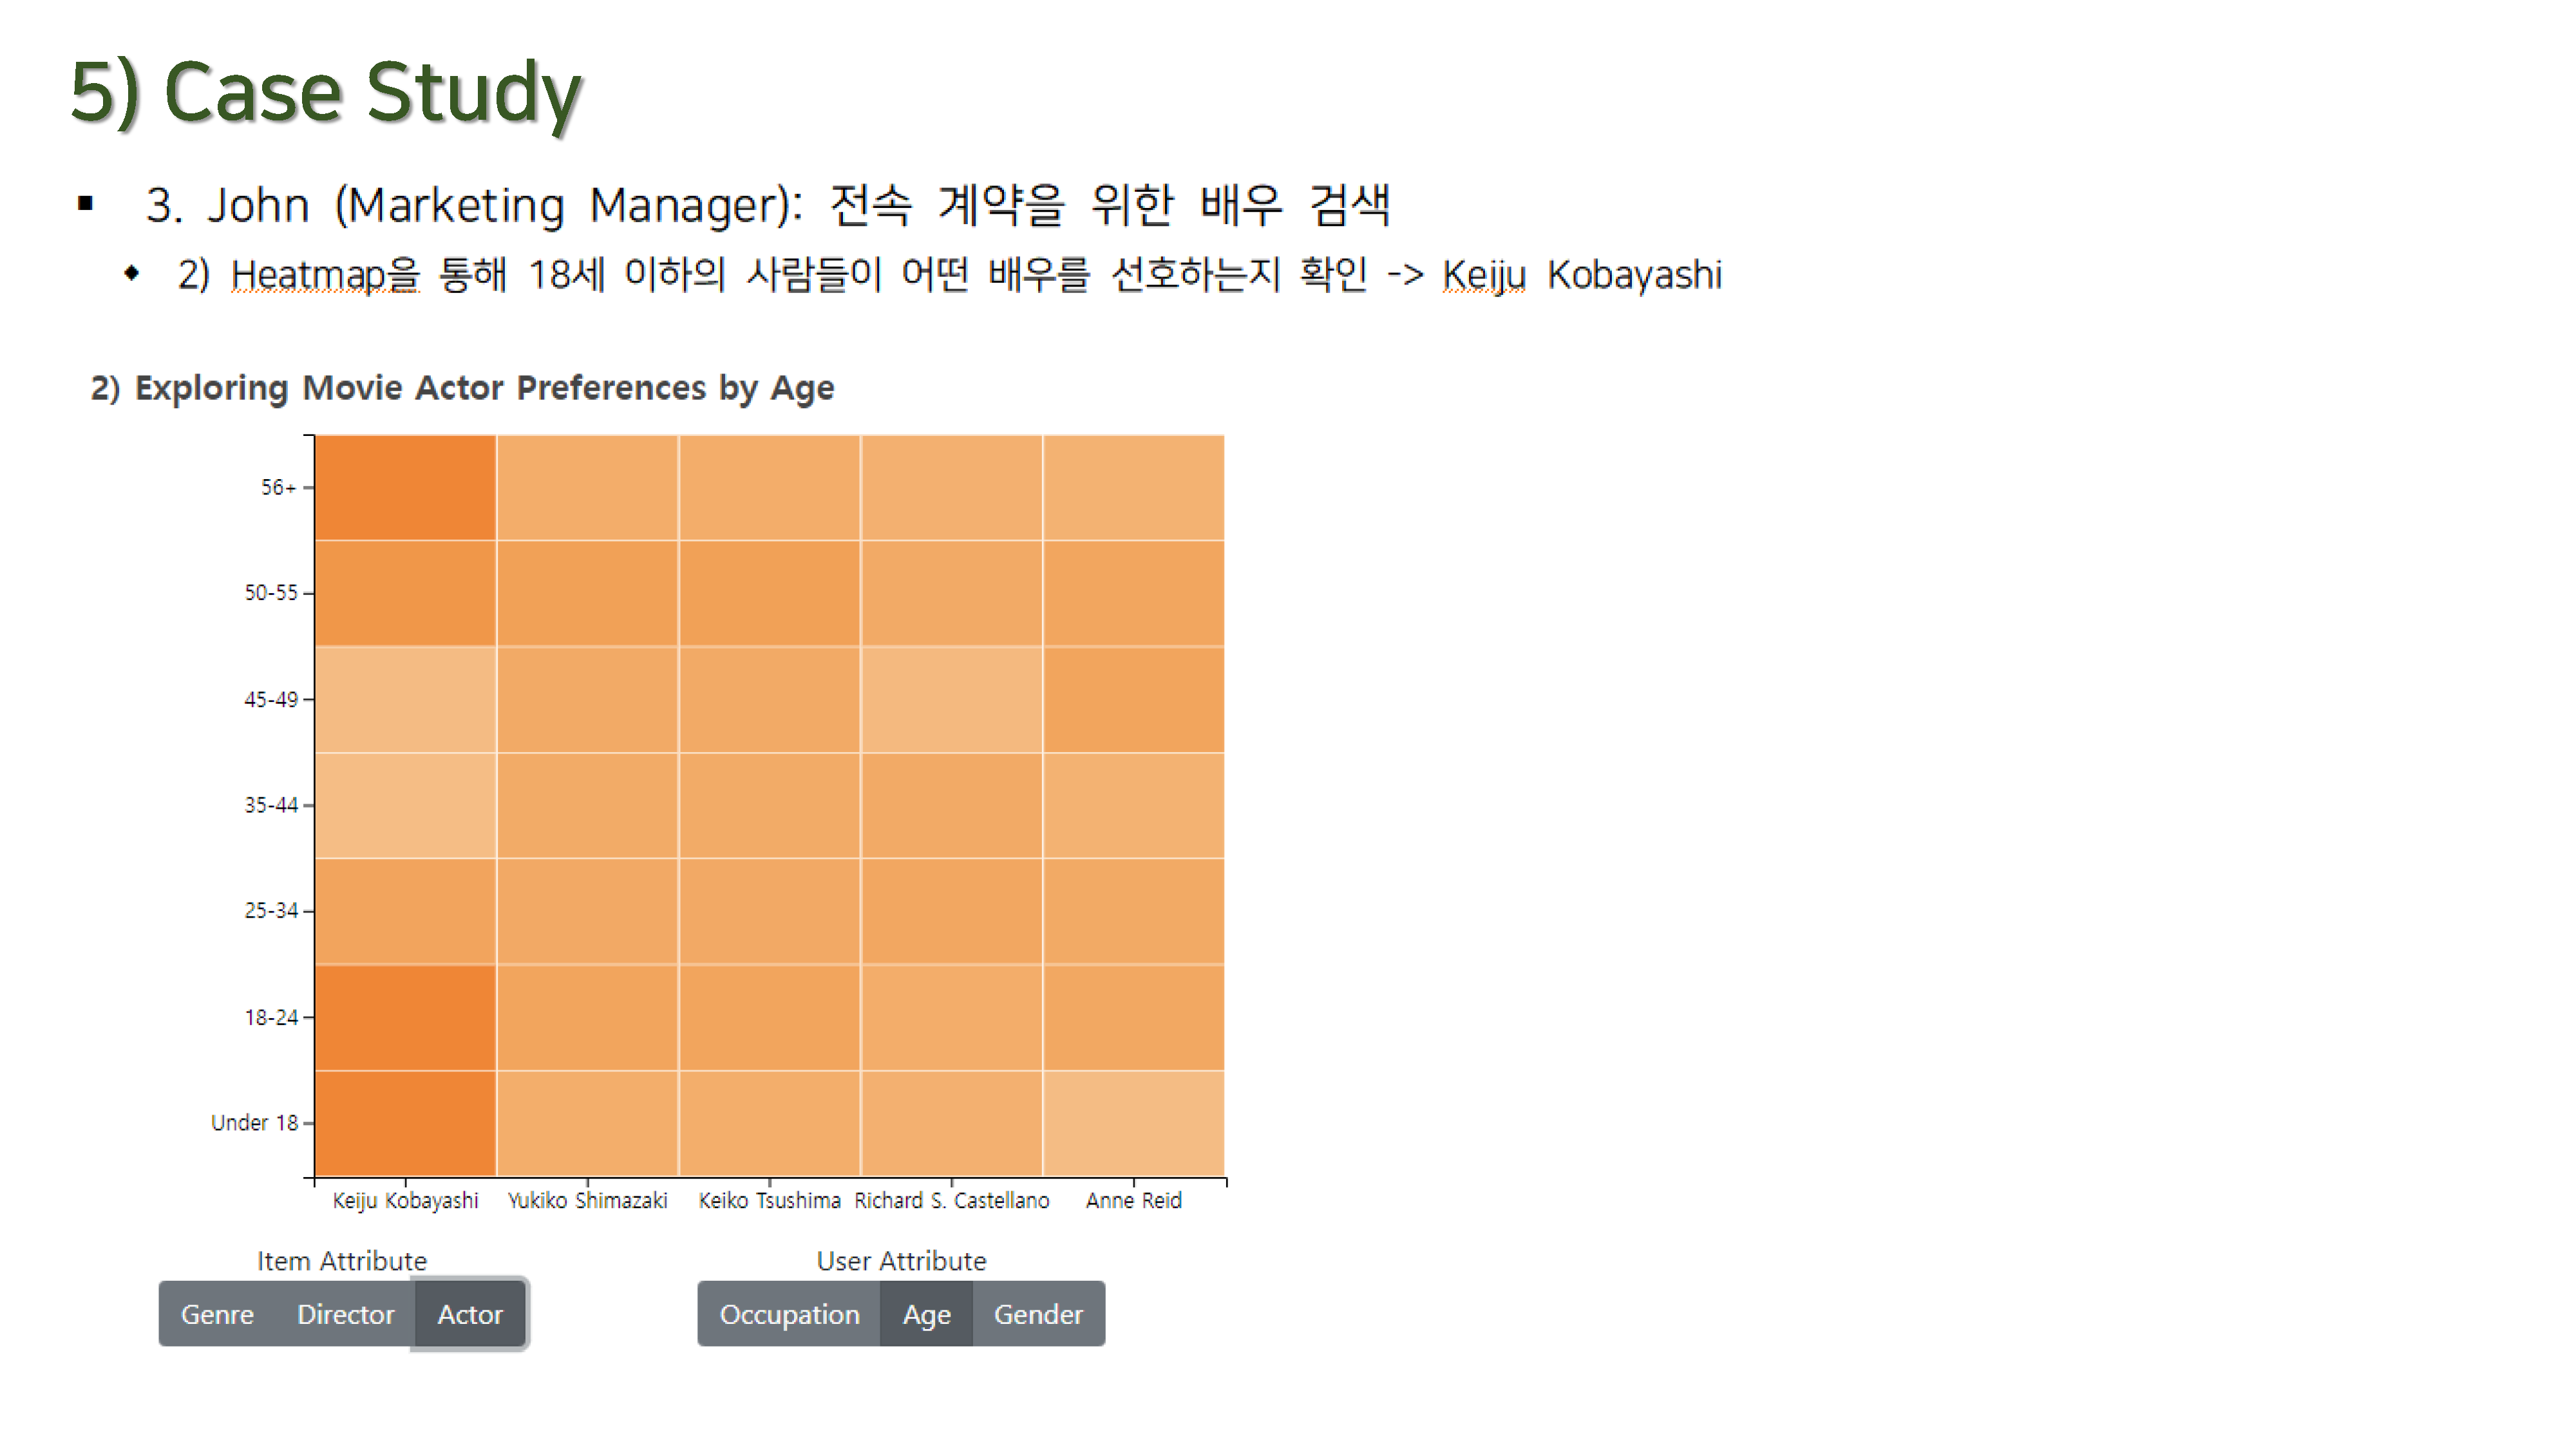 5) Case Study
▪ 3. John (Marketing Manager): 전속 계약을 위한 배우 검색
◆ 2) Heatmap을 통해 18세 이하의 사람들이 어떤 배우를 선호하는지 확인 -> Keiju Kobayashi
2) Exploring Movie Actor Preferences by Age
56+
50-55
45-49
35-44
25-34
18-24
Under 18
Keiju Kobayashi Yukiko Shimazaki Keiko Tsushima Richard S. Castellano Anne Reid
Item Attribute User Attribute
Genre Director Actor Occupation Age Gender